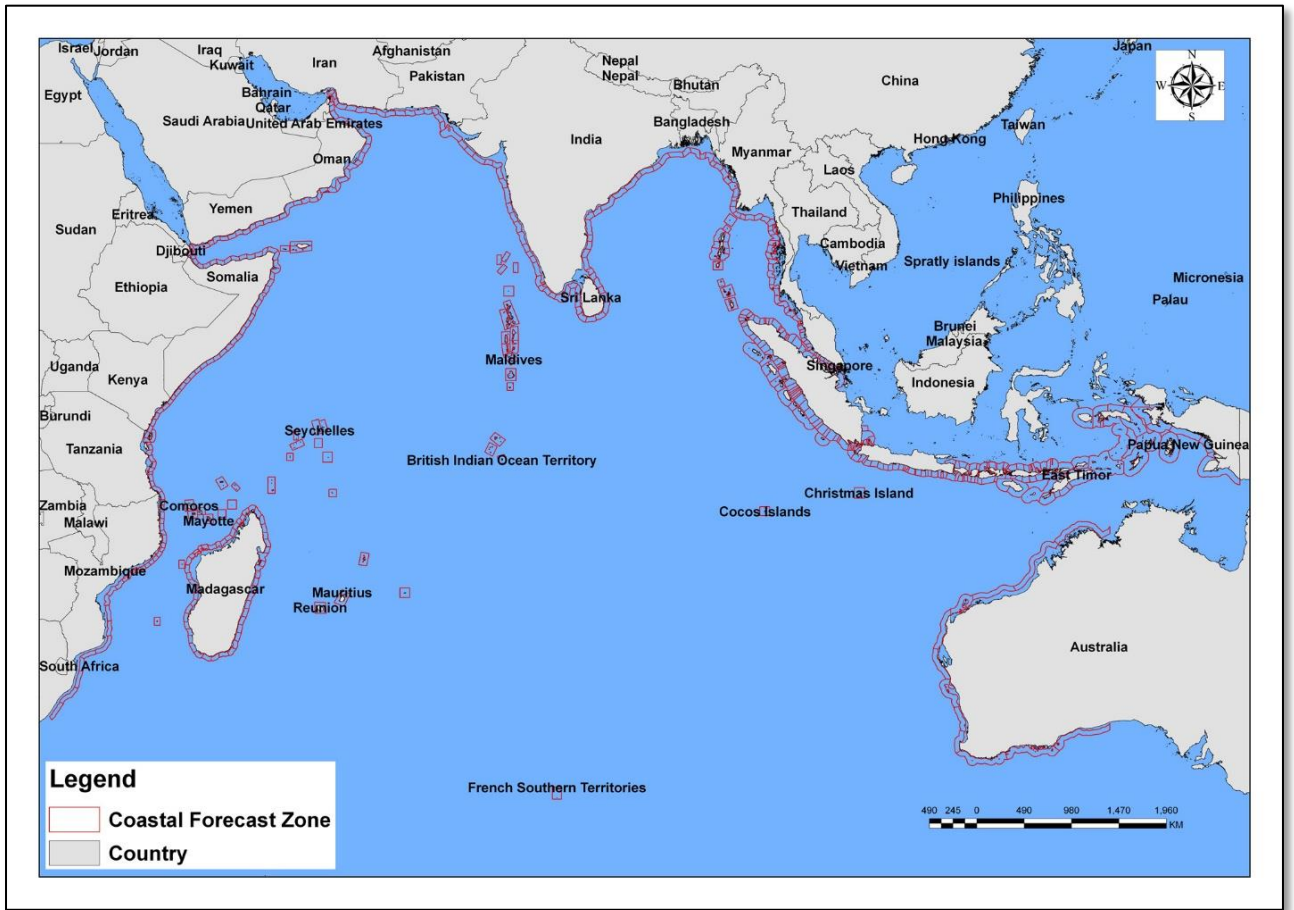 Israel Jordan
Iraq
Kuwait
Iran
Afghanistan
Pakistan
Nepal
Nepal
Bhutan
China
Japan
N
W E
S
Egypt
Bahrain
Qatar
Saudi Arabia United Arab Emirates
Oman
India
Bangladesh
Myanmar
Laos
Hong Kong
Taiwan
Thailand
Philippines
Sudan
Eritrea
Yemen
Djibouti
Cambodia
Vietnam
Spratly islands
Ethiopia
Somalia
Sri Lanka
Micronesia
Palau
Brunei
Malaysia
Uganda
Kenya
Maldives
Singapore
Indonesia
Burundi
Tanzania
Seychelles
British Indian Ocean Territory
Papua New Guinea
East Timor
Zambia
Malawi
Comoros
Mayotte
Christmas Island
Cocos Islands
Mozambique
Madagascar
Mauritius
Reunion
South Africa
Australia
French Southern Territories
Legend
Coastal Forecast Zone
Country
490 245 0 490 980 1,470 1,960
KM